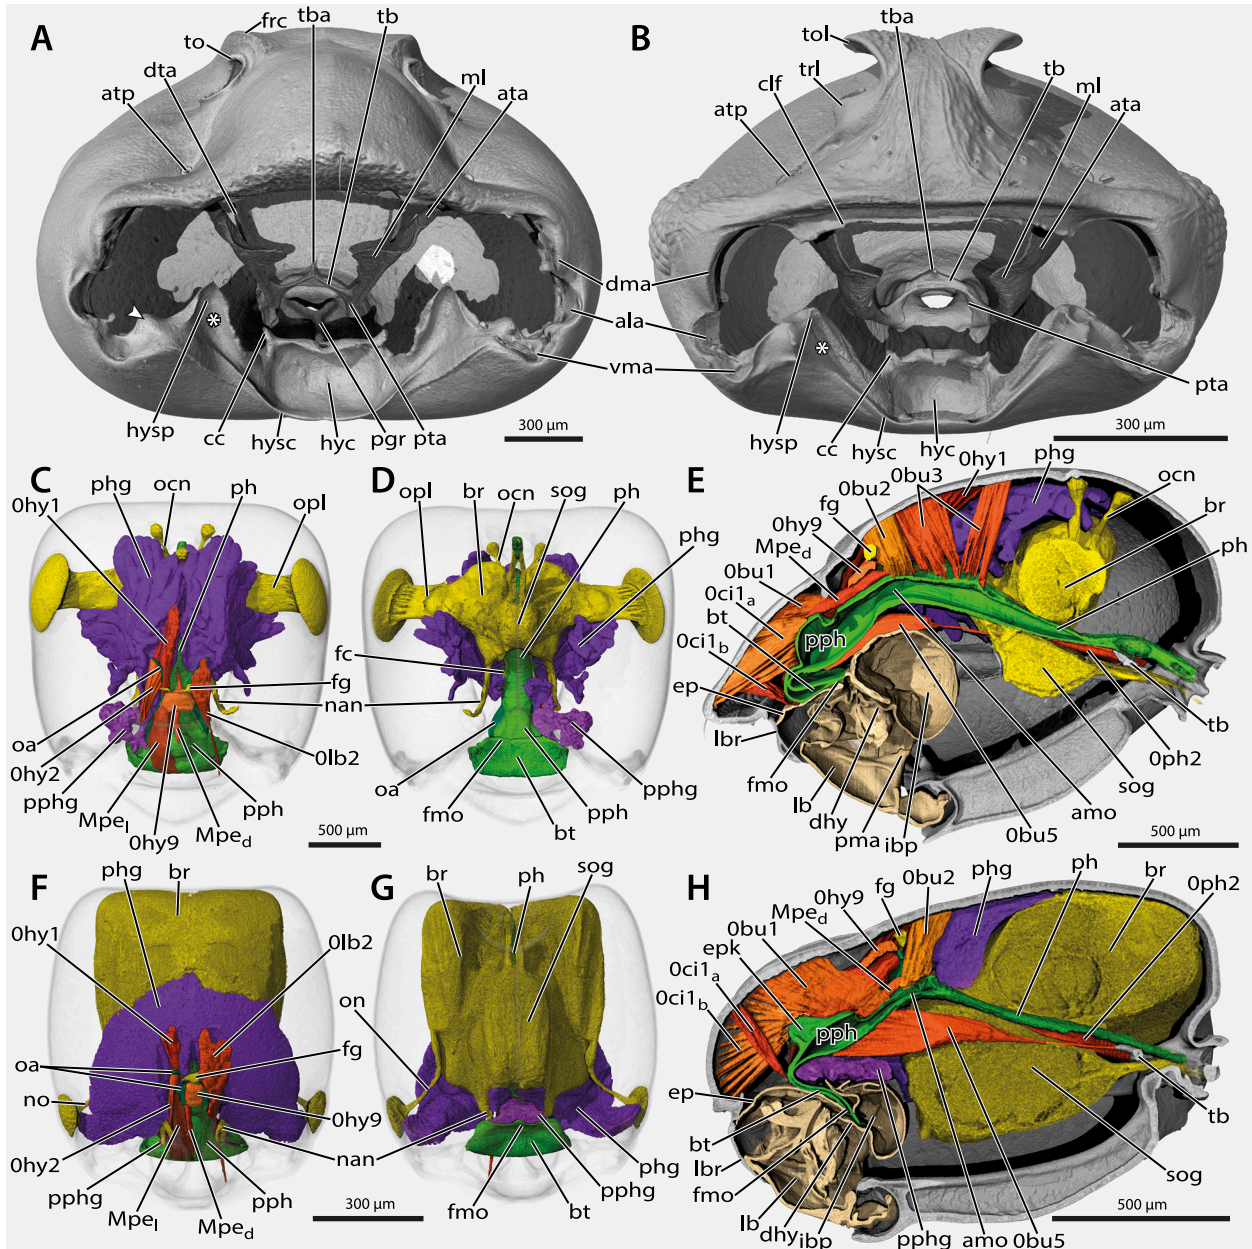 A
frc
to
dta
atp
tba
tb
ml
ata
dma
ala
vma
*
hysp
cc
hysc
hyc
pgr
pta
300 µm
B
tol
trl
clf
atp
tba
tb
ml
ata
*
hysp
cc
hysc
hyc
pta
300 µm
C
0hy1
phg
ocn
ph
opl
fc
fg
nan
oa
0hy2
pphg
Mpel
0hy9
Mped
pph
0lb2
500 µm
D
opl
br
ocn
sog
ph
phg
oa
fmo
bt
pph
pphg
E
0hy1
phg
0bu3
0bu2
fg
0hy9
Mped
0bu1
0ci1a
bt
0ci1b
ep
lbr
pph
ocn
br
ph
fmo
lb
dhy
pma
ibp
0bu5
amo
sog
0ph2
tb
500 µm
F
phg
br
0hy1
0lb2
oa
fg
no
0hy9
0hy2
nan
pphg
Mpel
Mped
pph
300 µm
G
br
ph
sog
on
fmo
bt
pphg
phg
H
0bu2
fg
0hy9
Mped
0bu1
epk
0ci1a
0ci1b
phg
ph
br
0ph2
pph
ep
bt
lbr
fmo
lb
dhy
ibp
pphg
amo
0bu5
sog
tb
500 µm